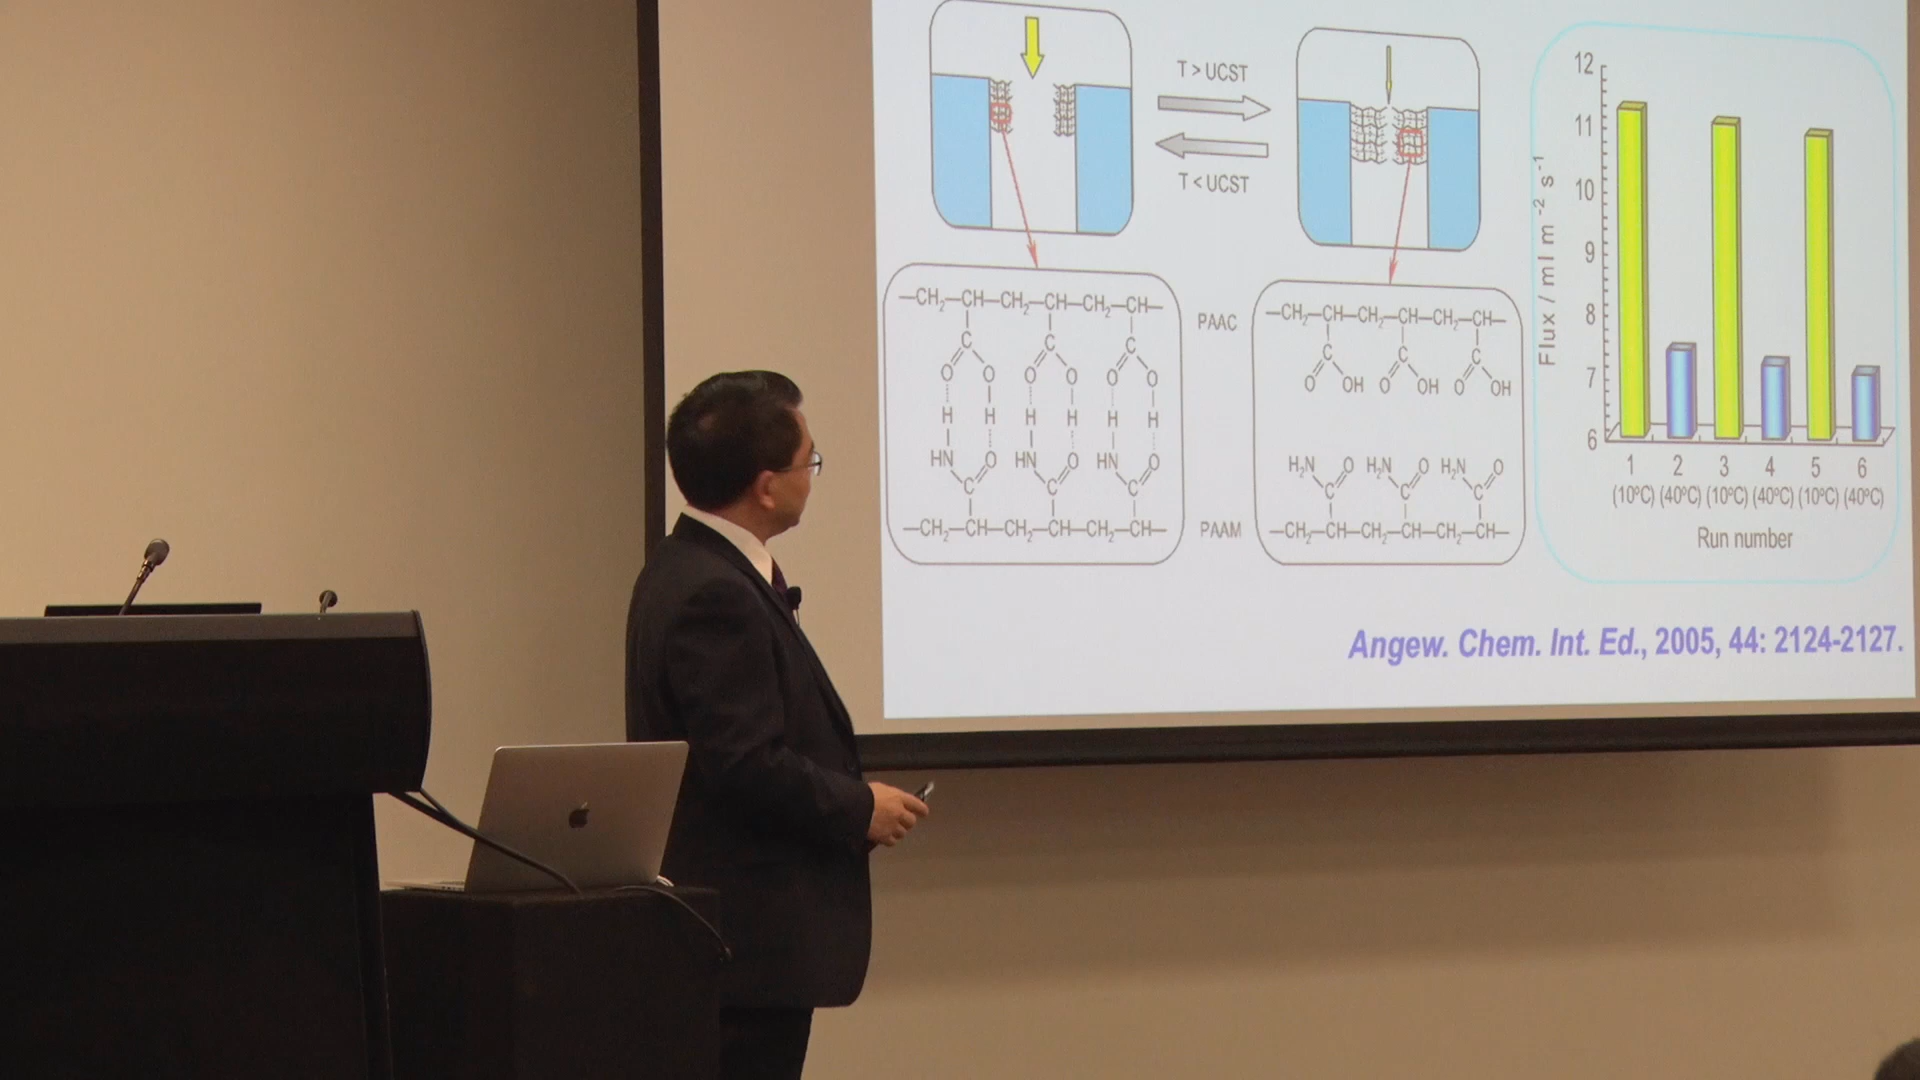 T > UCST
T < UCST
—CH₂—CH—CH₂—CH—CH₂—CH—
C C C
O O O O O O
H H H H H H
HN O HN O HN O
C C C
—CH₂—CH—CH₂—CH—CH₂—CH—
PAAC
PAAM
—CH₂—CH—CH₂—CH—CH₂—CH—
C C C
O OH O OH O OH
H₂N O H₂N O H₂N O
C C C
—CH₂—CH—CH₂—CH—CH₂—CH—
Flux / ml m⁻² s⁻¹
12
11
10
9
8
7
6
1 2 3 4 5 6
(10ºC) (40ºC) (10ºC) (40ºC) (10ºC) (40ºC)
Run number
Angew. Chem. Int. Ed., 2005, 44: 2124-2127.